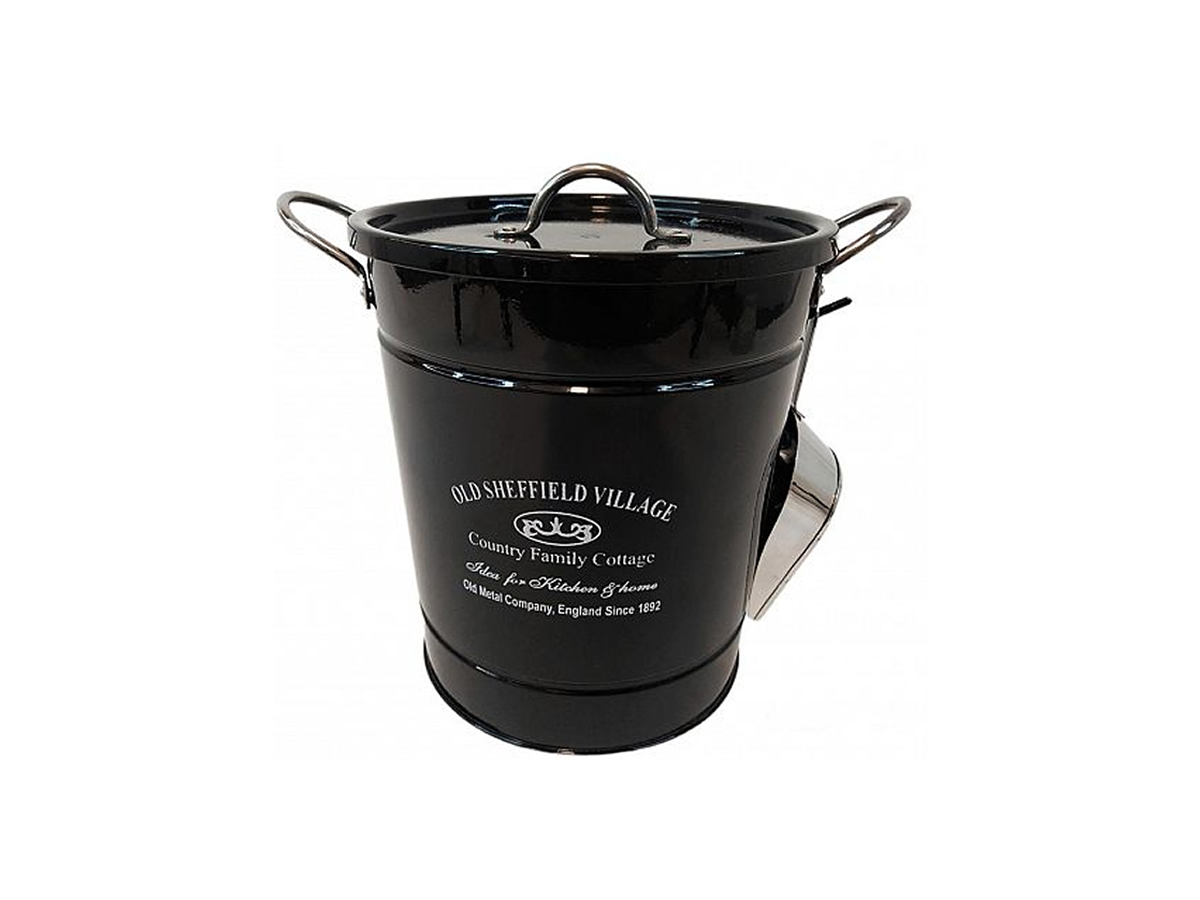 OLD SHEFFIELD VILLAGE
Country Family Cottage
Idea for Kitchen & home
Old Metal Company, England Since 1892